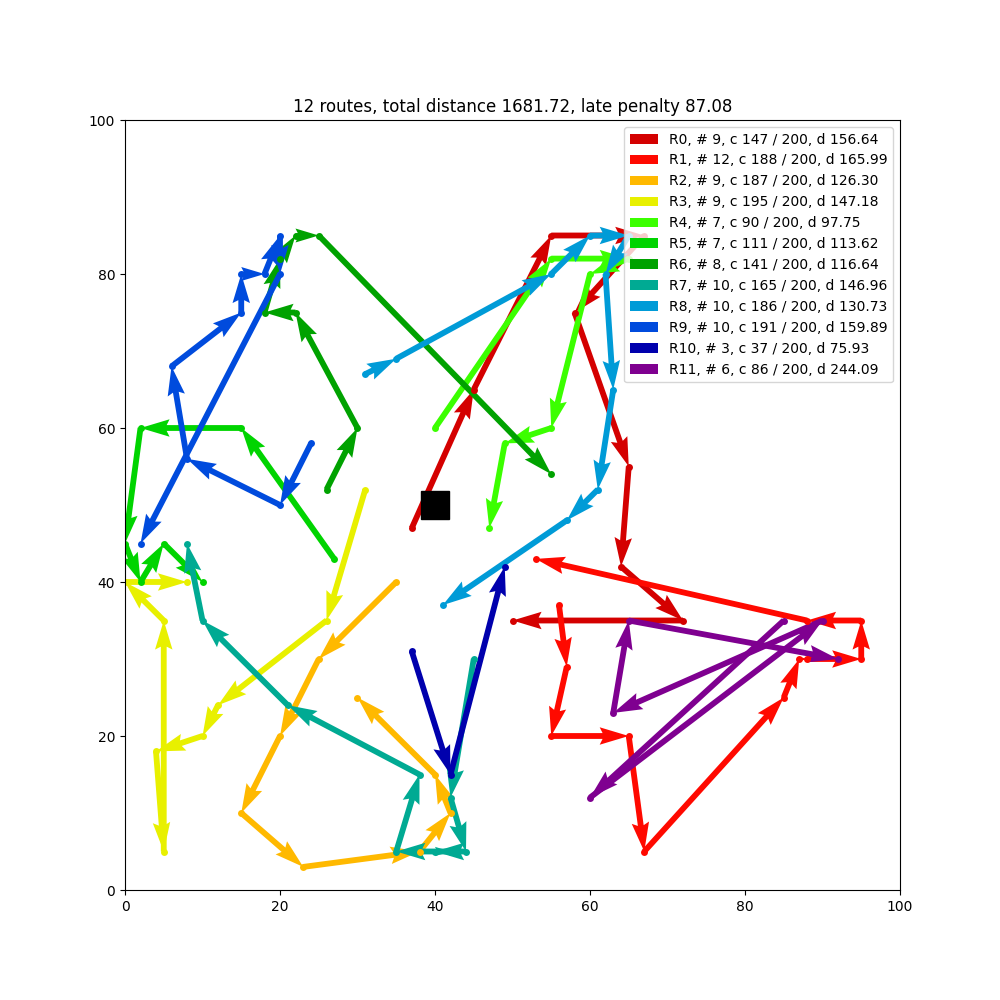 12 routes, total distance 1681.72, late penalty 87.08
R0, # 9, c 147 / 200, d 156.64
R1, # 12, c 188 / 200, d 165.99
R2, # 9, c 187 / 200, d 126.30
R3, # 9, c 195 / 200, d 147.18
R4, # 7, c 90 / 200, d 97.75
R5, # 7, c 111 / 200, d 113.62
R6, # 8, c 141 / 200, d 116.64
R7, # 10, c 165 / 200, d 146.96
R8, # 10, c 186 / 200, d 130.73
R9, # 10, c 191 / 200, d 159.89
R10, # 3, c 37 / 200, d 75.93
R11, # 6, c 86 / 200, d 244.09
100
80
60
40
20
0
0 20 40 60 80 100